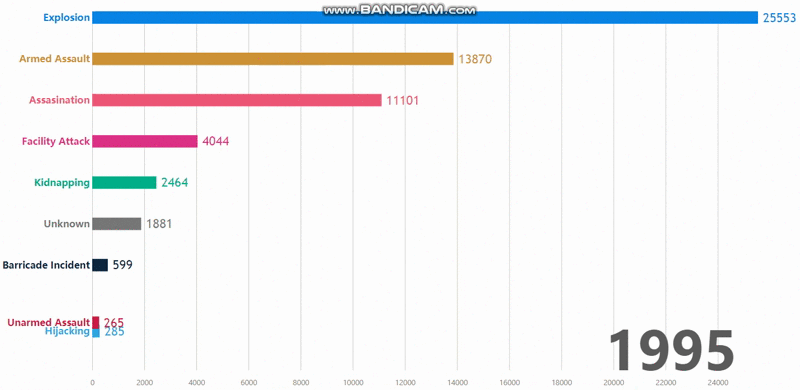 www.BANDICAM.com
Explosion 25553
Armed Assault 13870
Assasination 11101
Facility Attack 4044
Kidnapping 2464
Unknown 1881
Barricade Incident 599
Unarmed Assault 265
Hijacking 285
1995
0 2000 4000 6000 8000 10000 12000 14000 16000 18000 20000 22000 24000